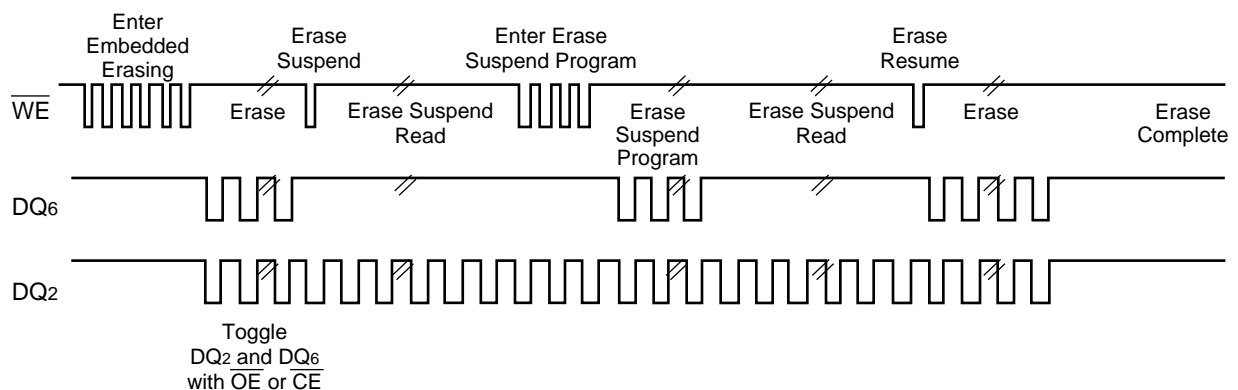 Enter
Embedded
Erasing
Erase
Suspend
Enter Erase
Suspend Program
Erase
Resume
WE
Erase
Erase Suspend
Read
Erase
Suspend
Program
Erase Suspend
Read
Erase
Erase
Complete
DQ6
DQ2
Toggle
DQ2 and DQ6
with OE or CE